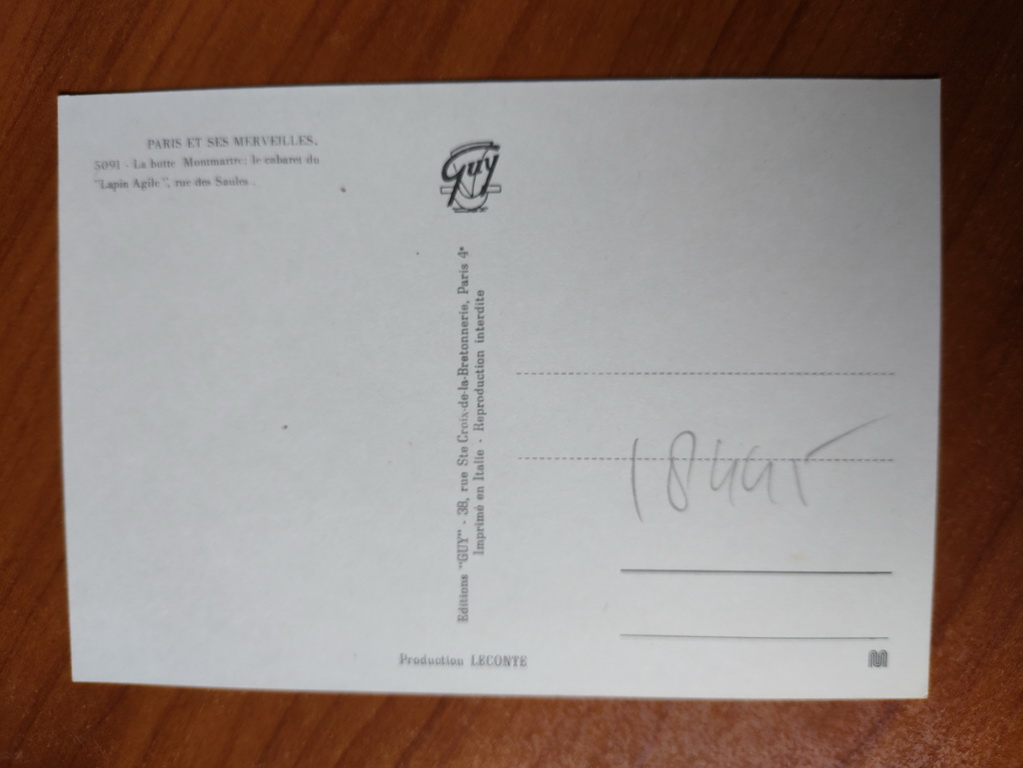 PARIS ET SES MERVEILLES.
5091 - La butte Montmartre: le cabaret du
"Lapin Agile", rue des Saules.
Guy
Editions "GUY" - 38, rue Ste Croix-de-la-Bretonnerie, Paris 4e
Imprimé en Italie - Reproduction interdite
Production LECONTE